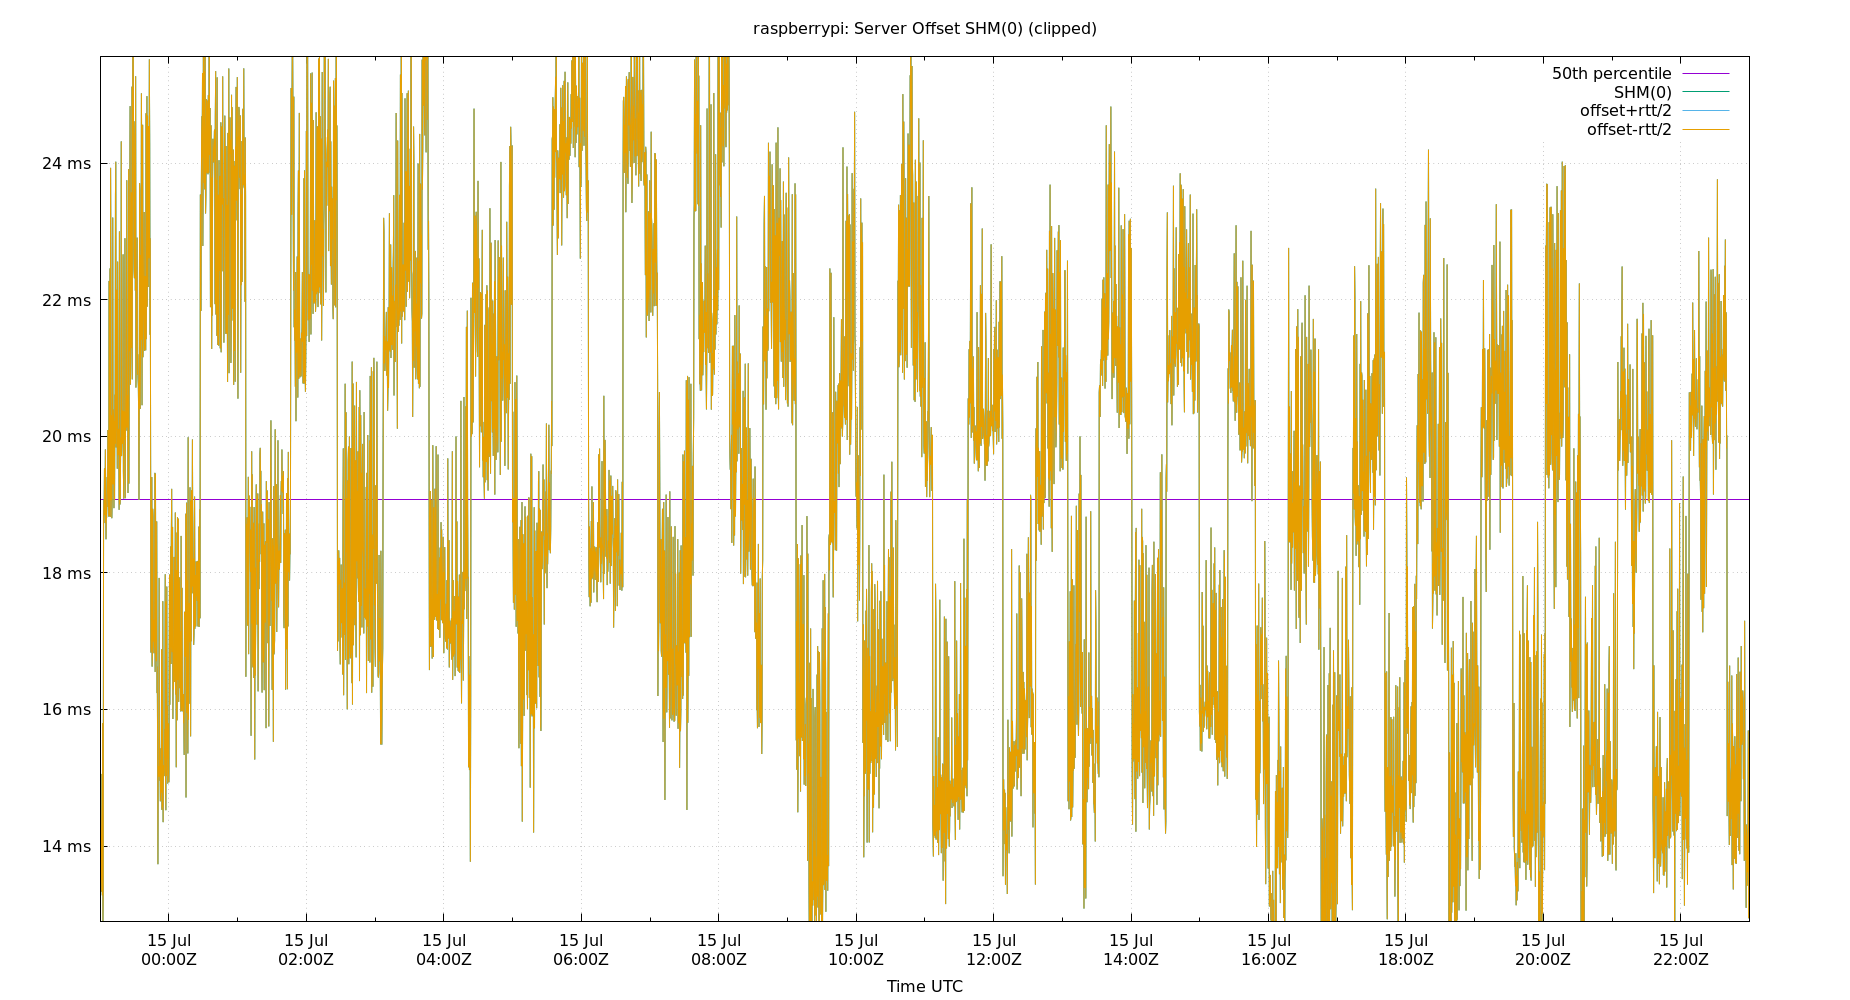 raspberrypi: Server Offset SHM(0) (clipped)
50th percentile
SHM(0)
offset+rtt/2
offset-rtt/2
24 ms
22 ms
20 ms
18 ms
16 ms
14 ms
15 Jul 15 Jul 15 Jul 15 Jul 15 Jul 15 Jul 15 Jul 15 Jul 15 Jul 15 Jul 15 Jul 15 Jul
00:00Z 02:00Z 04:00Z 06:00Z 08:00Z 10:00Z 12:00Z 14:00Z 16:00Z 18:00Z 20:00Z 22:00Z
Time UTC